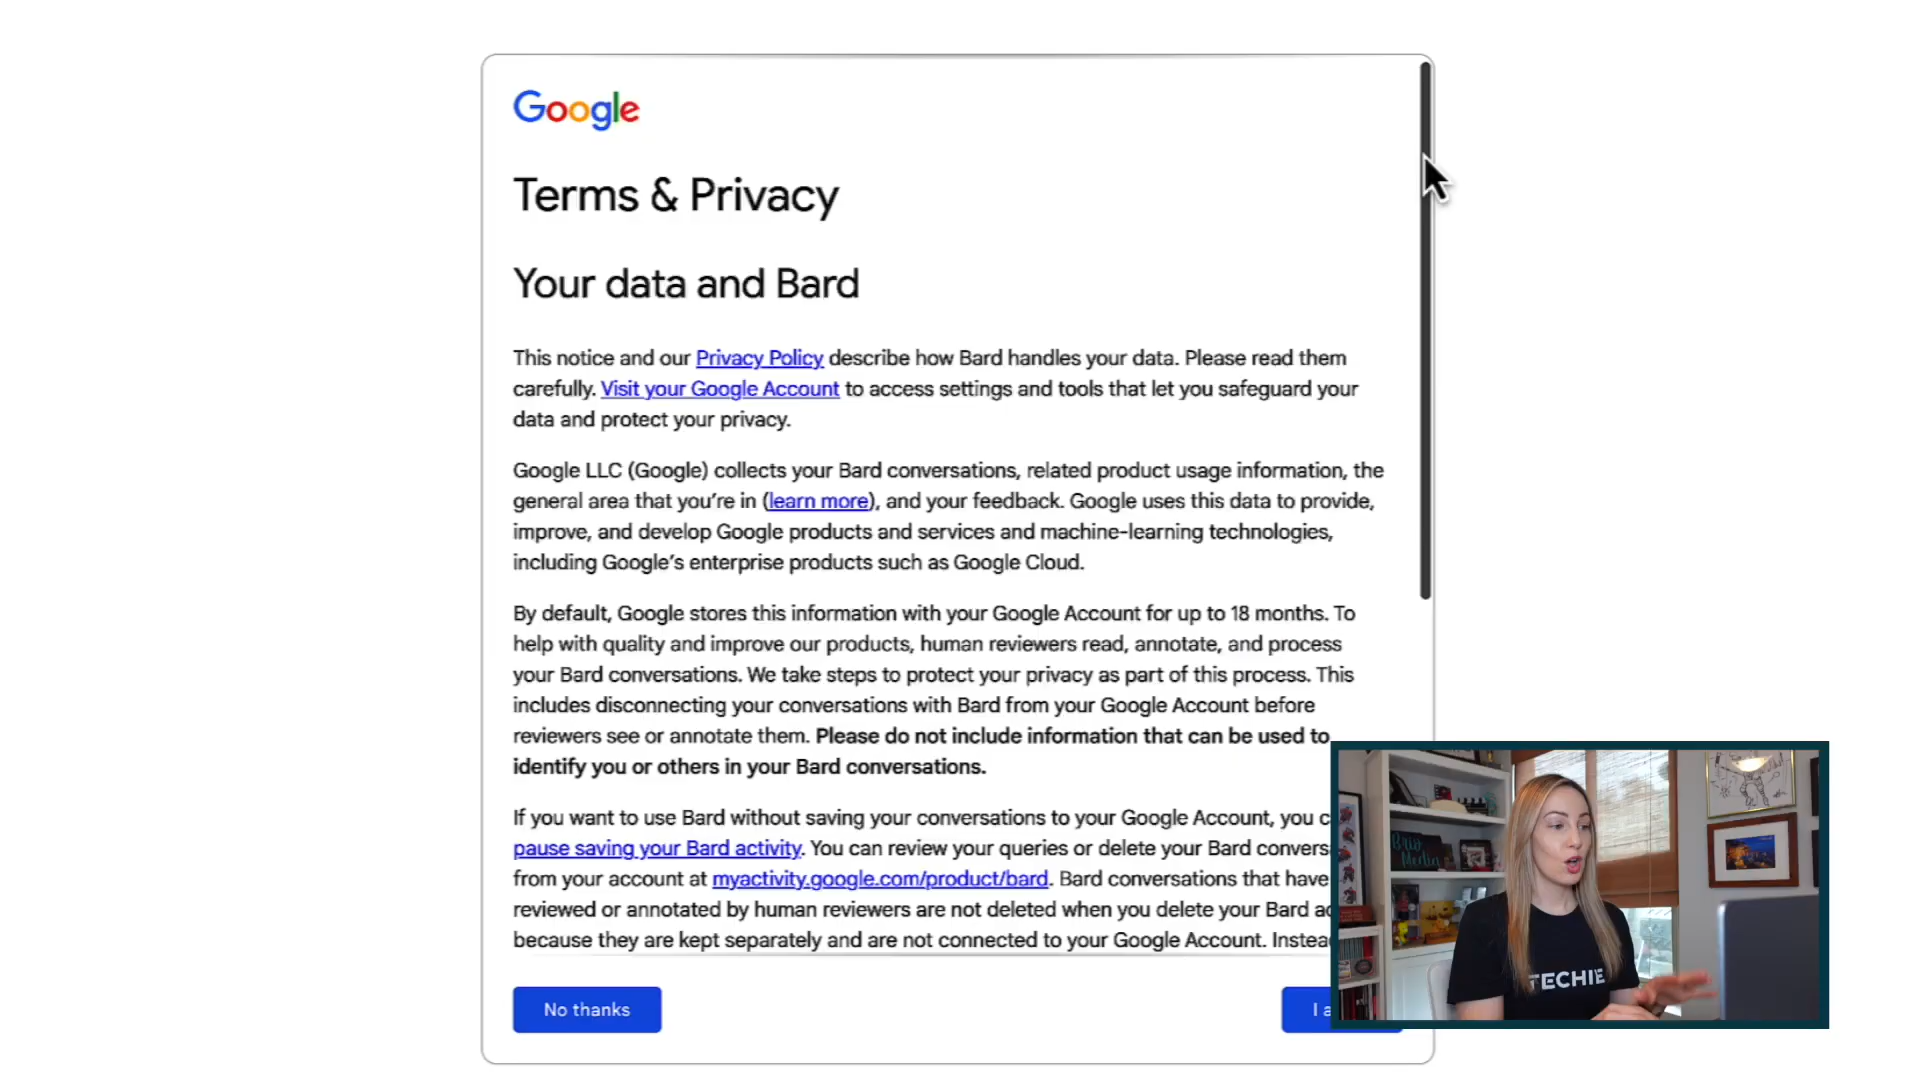 Google
Terms & Privacy
Your data and Bard
This notice and our Privacy Policy describe how Bard handles your data. Please read them
carefully. Visit your Google Account to access settings and tools that let you safeguard your
data and protect your privacy.
Google LLC (Google) collects your Bard conversations, related product usage information, the
general area that you're in (learn more), and your feedback. Google uses this data to provide,
improve, and develop Google products and services and machine-learning technologies,
including Google's enterprise products such as Google Cloud.
By default, Google stores this information with your Google Account for up to 18 months. To
help with quality and improve our products, human reviewers read, annotate, and process
your Bard conversations. We take steps to protect your privacy as part of this process. This
includes disconnecting your conversations with Bard from your Google Account before
reviewers see or annotate them. Please do not include information that can be used to
identify you or others in your Bard conversations.
If you want to use Bard without saving your conversations to your Google Account, you c
pause saving your Bard activity. You can review your queries or delete your Bard convers
from your account at myactivity.google.com/product/bard. Bard conversations that have
reviewed or annotated by human reviewers are not deleted when you delete your Bard ac
because they are kept separately and are not connected to your Google Account. Instea
No thanks
I a
Media
TECHIE